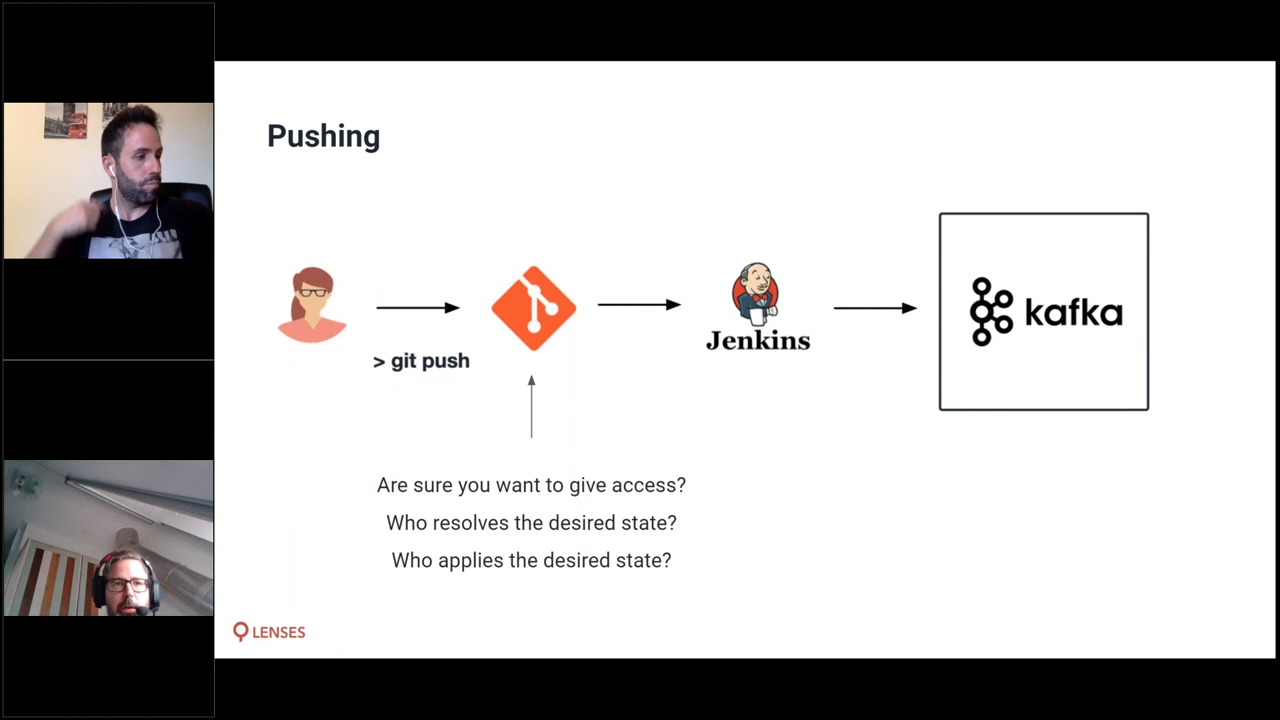 Pushing
> git push
Jenkins
kafka
Are sure you want to give access?
Who resolves the desired state?
Who applies the desired state?
LENSES